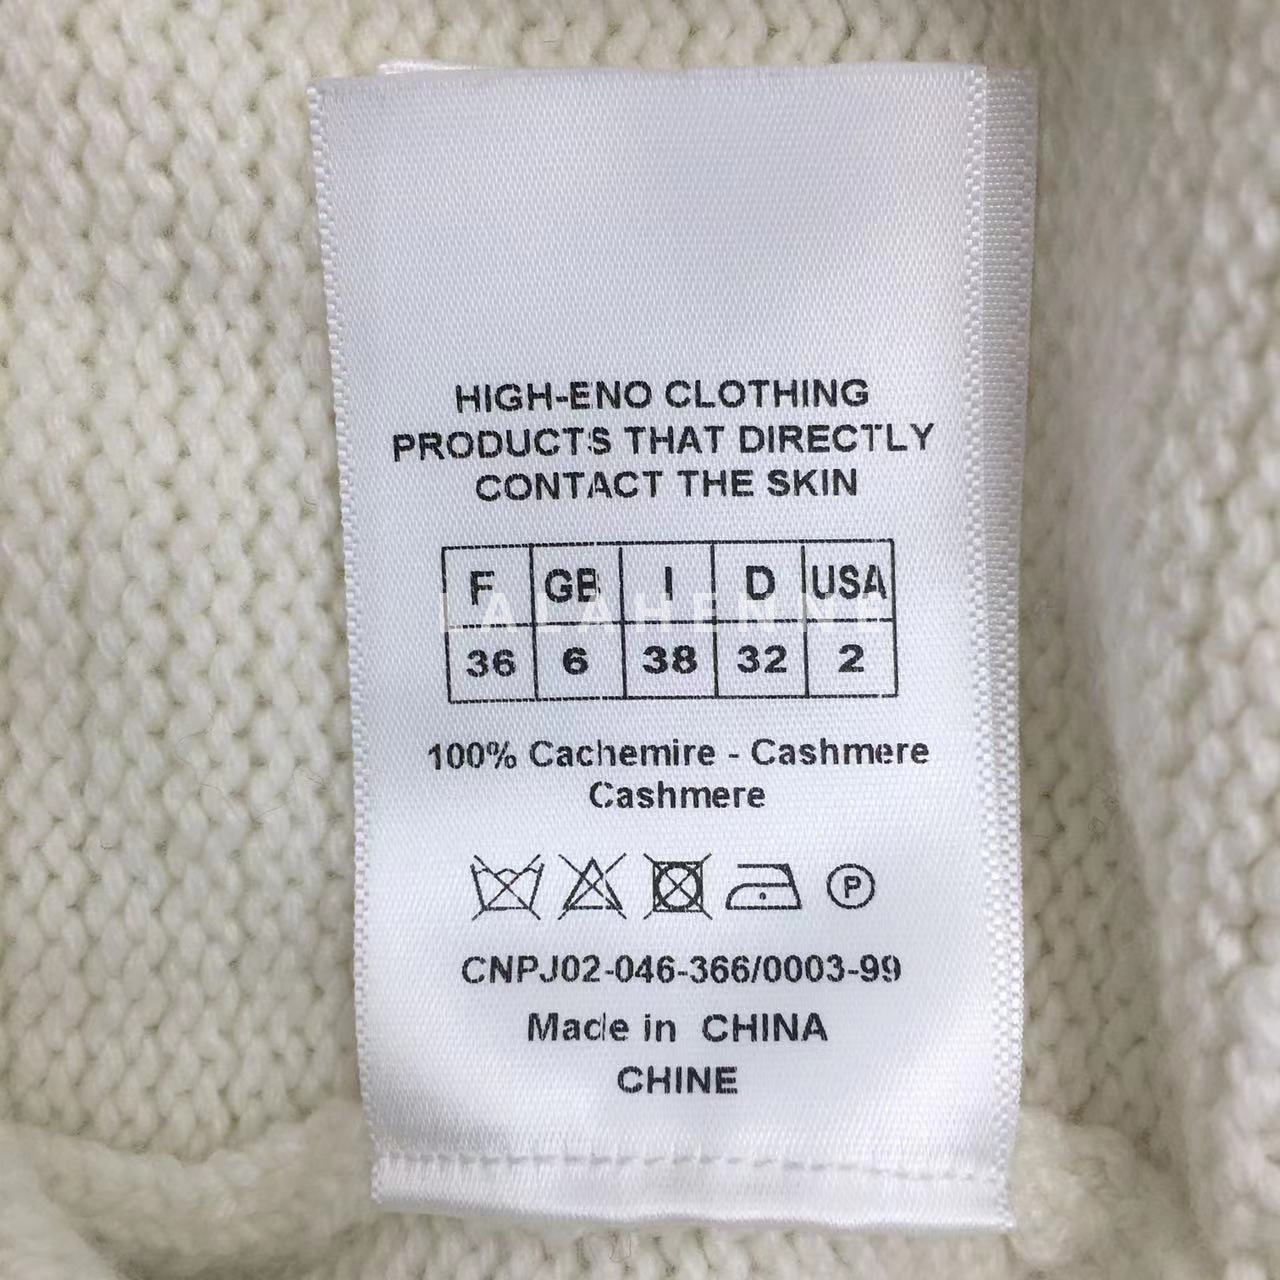 HIGH-ENO CLOTHING
PRODUCTS THAT DIRECTLY
CONTACT THE SKIN
F GB I D USA
LALAHENNE
36 6 38 32 2
100% Cachemire - Cashmere
Cashmere
P
CNPJ02-046-366/0003-99
Made in CHINA
CHINE